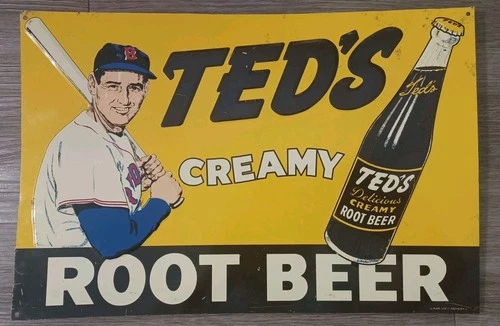 TED'S
CREAMY
ROOT BEER
Ted's
TED'S
Delicious
CREAMY
ROOT BEER
B